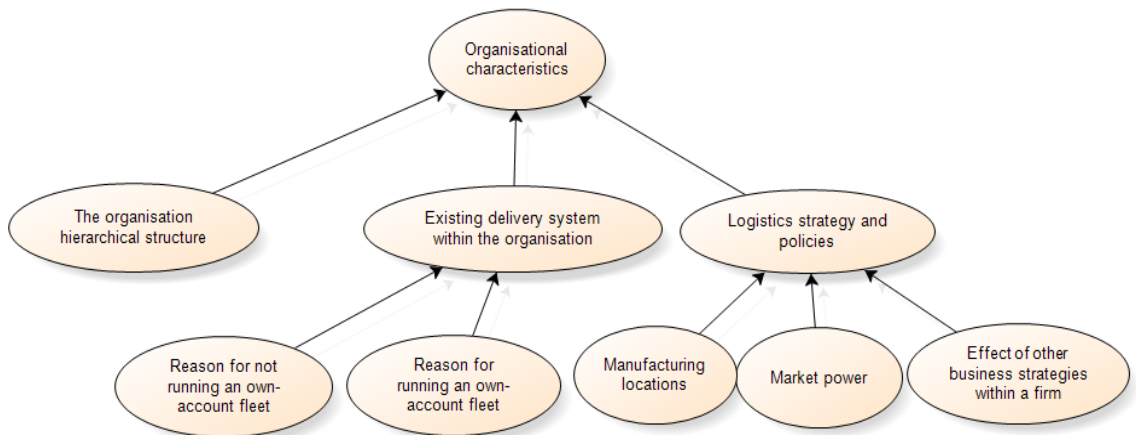 Organisational
characteristics
The organisation
hierarchical structure
Existing delivery system
within the organisation
Logistics strategy and
policies
Reason for not
running an own-
account fleet
Reason for
running an own-
account fleet
Manufacturing
locations
Market power
Effect of other
business strategies
within a firm